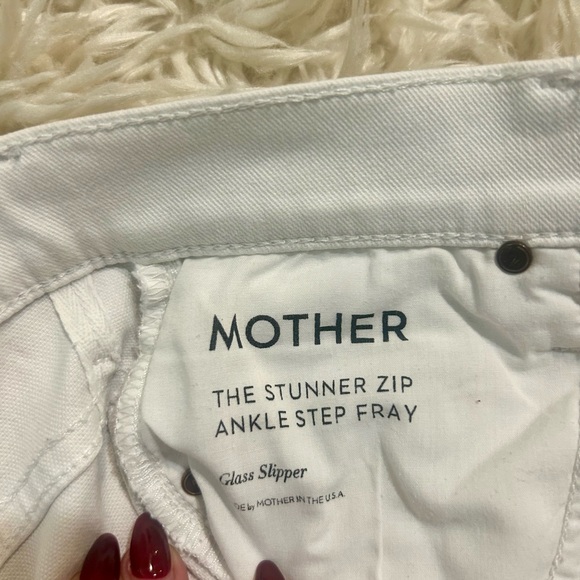 MOTHER
THE STUNNER ZIP
ANKLE STEP FRAY
Glass Slipper
by MOTHER IN THE U.S.A.